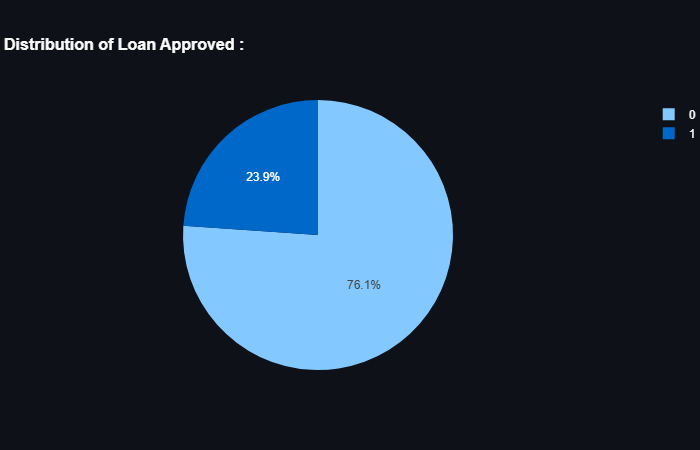 Distribution of Loan Approved :
0
1
23.9%
76.1%